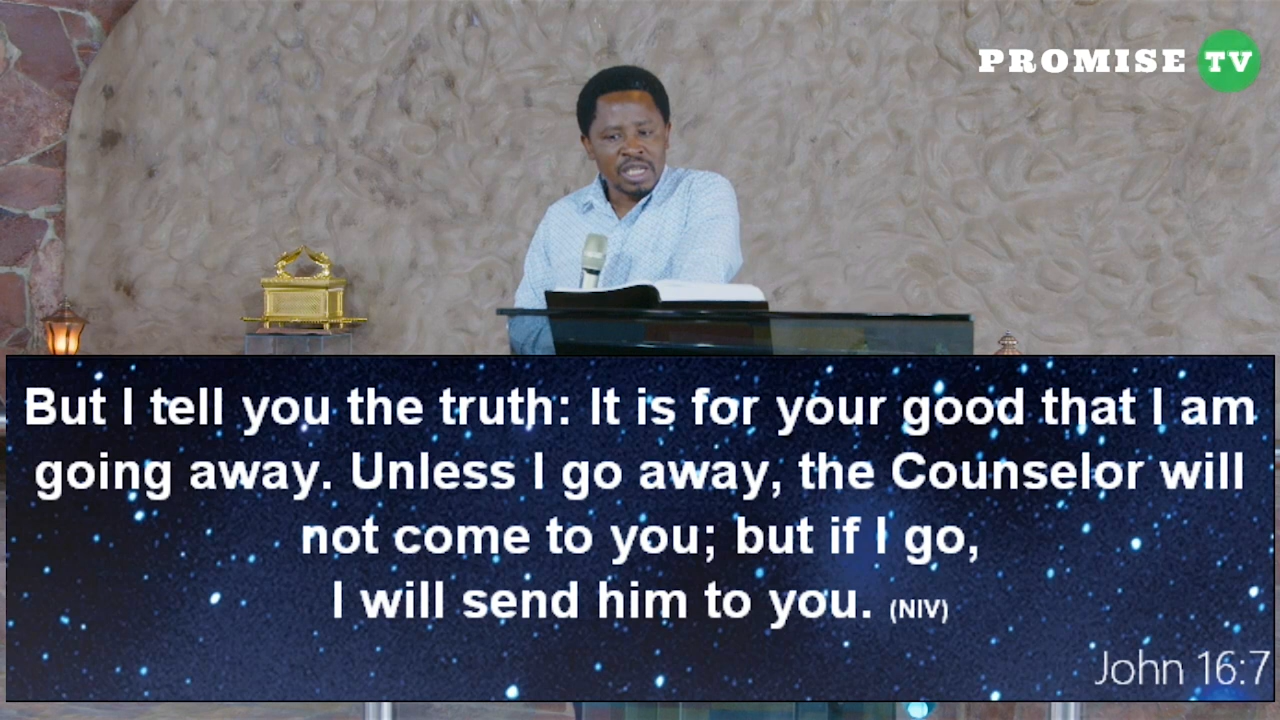 PROMISE TV
But I tell you the truth: It is for your good that I am
going away. Unless I go away, the Counselor will
not come to you; but if I go,
I will send him to you. (NIV)
John 16:7